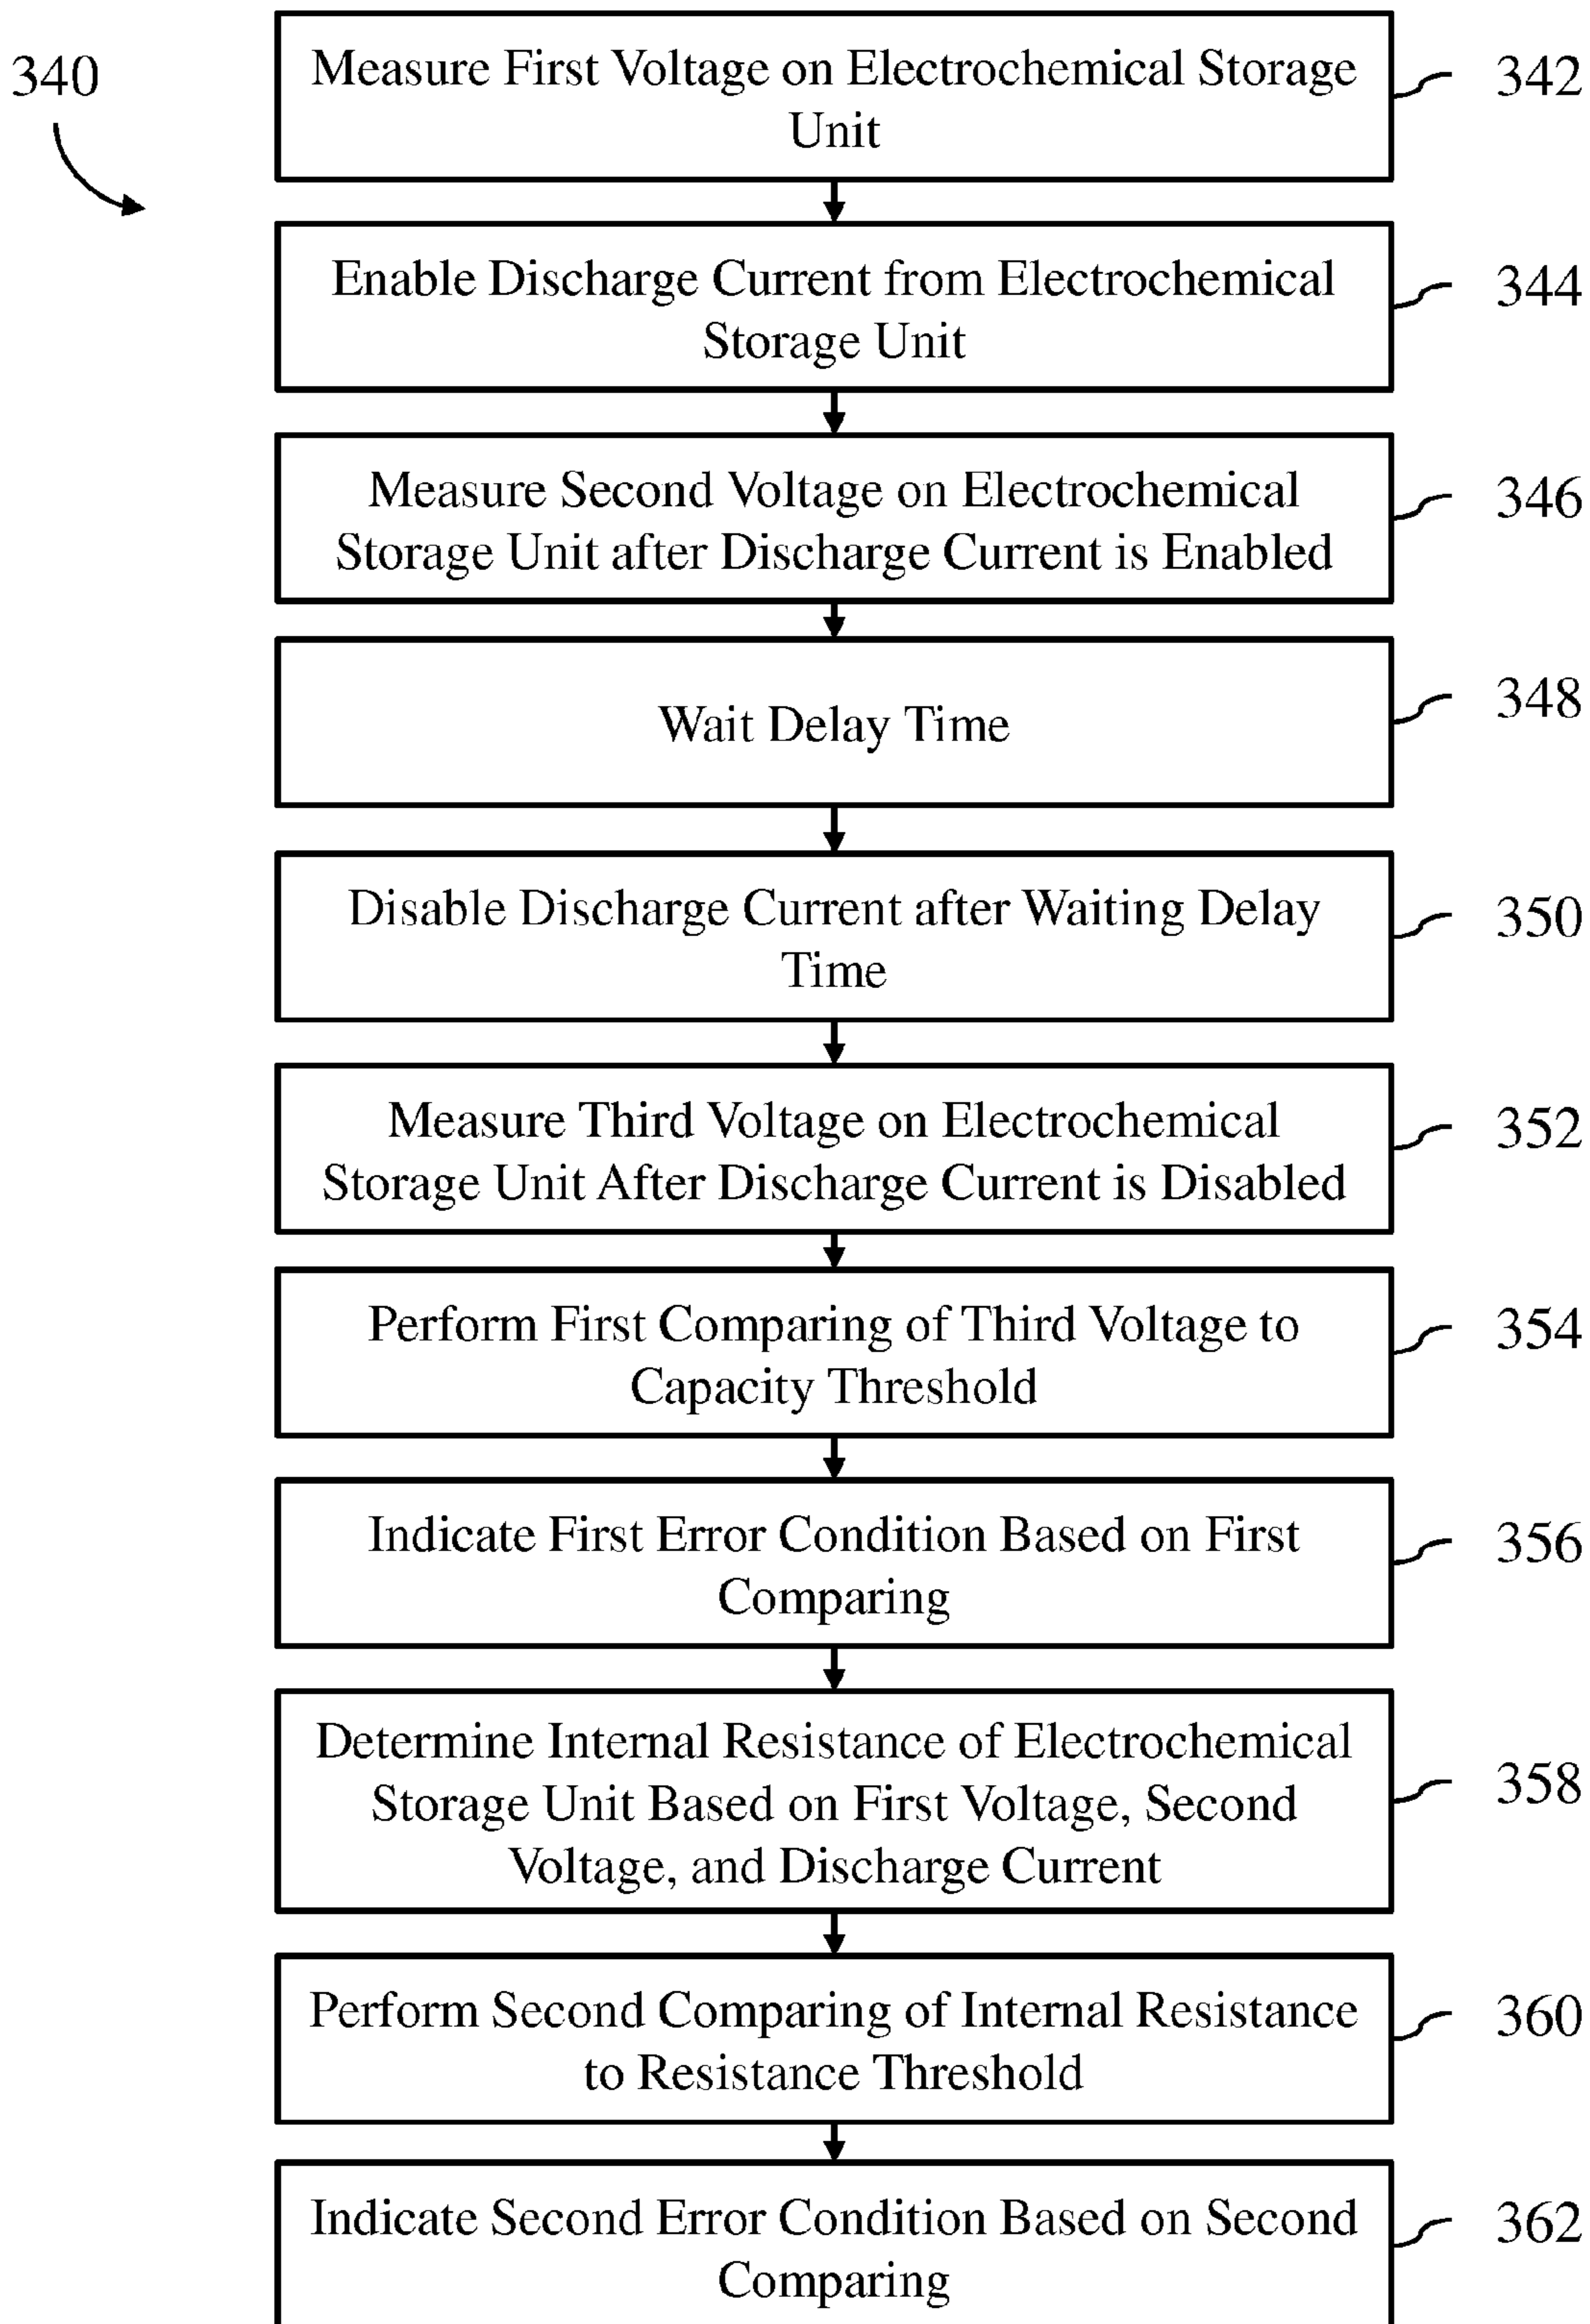 340
Measure First Voltage on Electrochemical Storage
Unit
342
Enable Discharge Current from Electrochemical
Storage Unit
344
Measure Second Voltage on Electrochemical
Storage Unit after Discharge Current is Enabled
346
Wait Delay Time
348
Disable Discharge Current after Waiting Delay
Time
350
Measure Third Voltage on Electrochemical
Storage Unit After Discharge Current is Disabled
352
Perform First Comparing of Third Voltage to
Capacity Threshold
354
Indicate First Error Condition Based on First
Comparing
356
Determine Internal Resistance of Electrochemical
Storage Unit Based on First Voltage, Second
Voltage, and Discharge Current
358
Perform Second Comparing of Internal Resistance
to Resistance Threshold
360
Indicate Second Error Condition Based on Second
Comparing
362